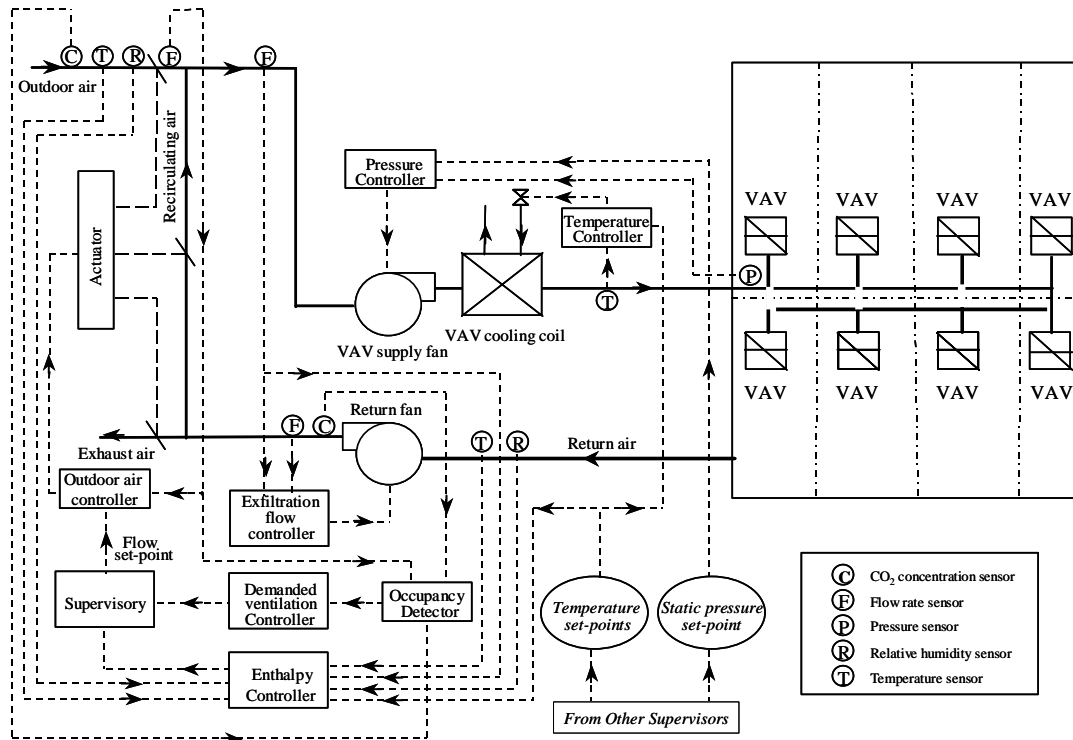 C T R F F
Outdoor air
Recirculating air
Actuator
Pressure
Controller
Temperature
Controller
VAV VAV VAV VAV
P
T
VAV cooling coil
VAV supply fan
VAV VAV VAV VAV
F C
Return fan
T R
Return air
Exhaust air
Outdoor air
controller
Exfiltration
flow
controller
Flow
set-point
Supervisory
Demanded
ventilation
Controller
Occupancy
Detector
Enthalpy
Controller
Temperature
set-points
Static pressure
set-point
From Other Supervisors
C CO2 concentration sensor
F Flow rate sensor
P Pressure sensor
R Relative humidity sensor
T Temperature sensor